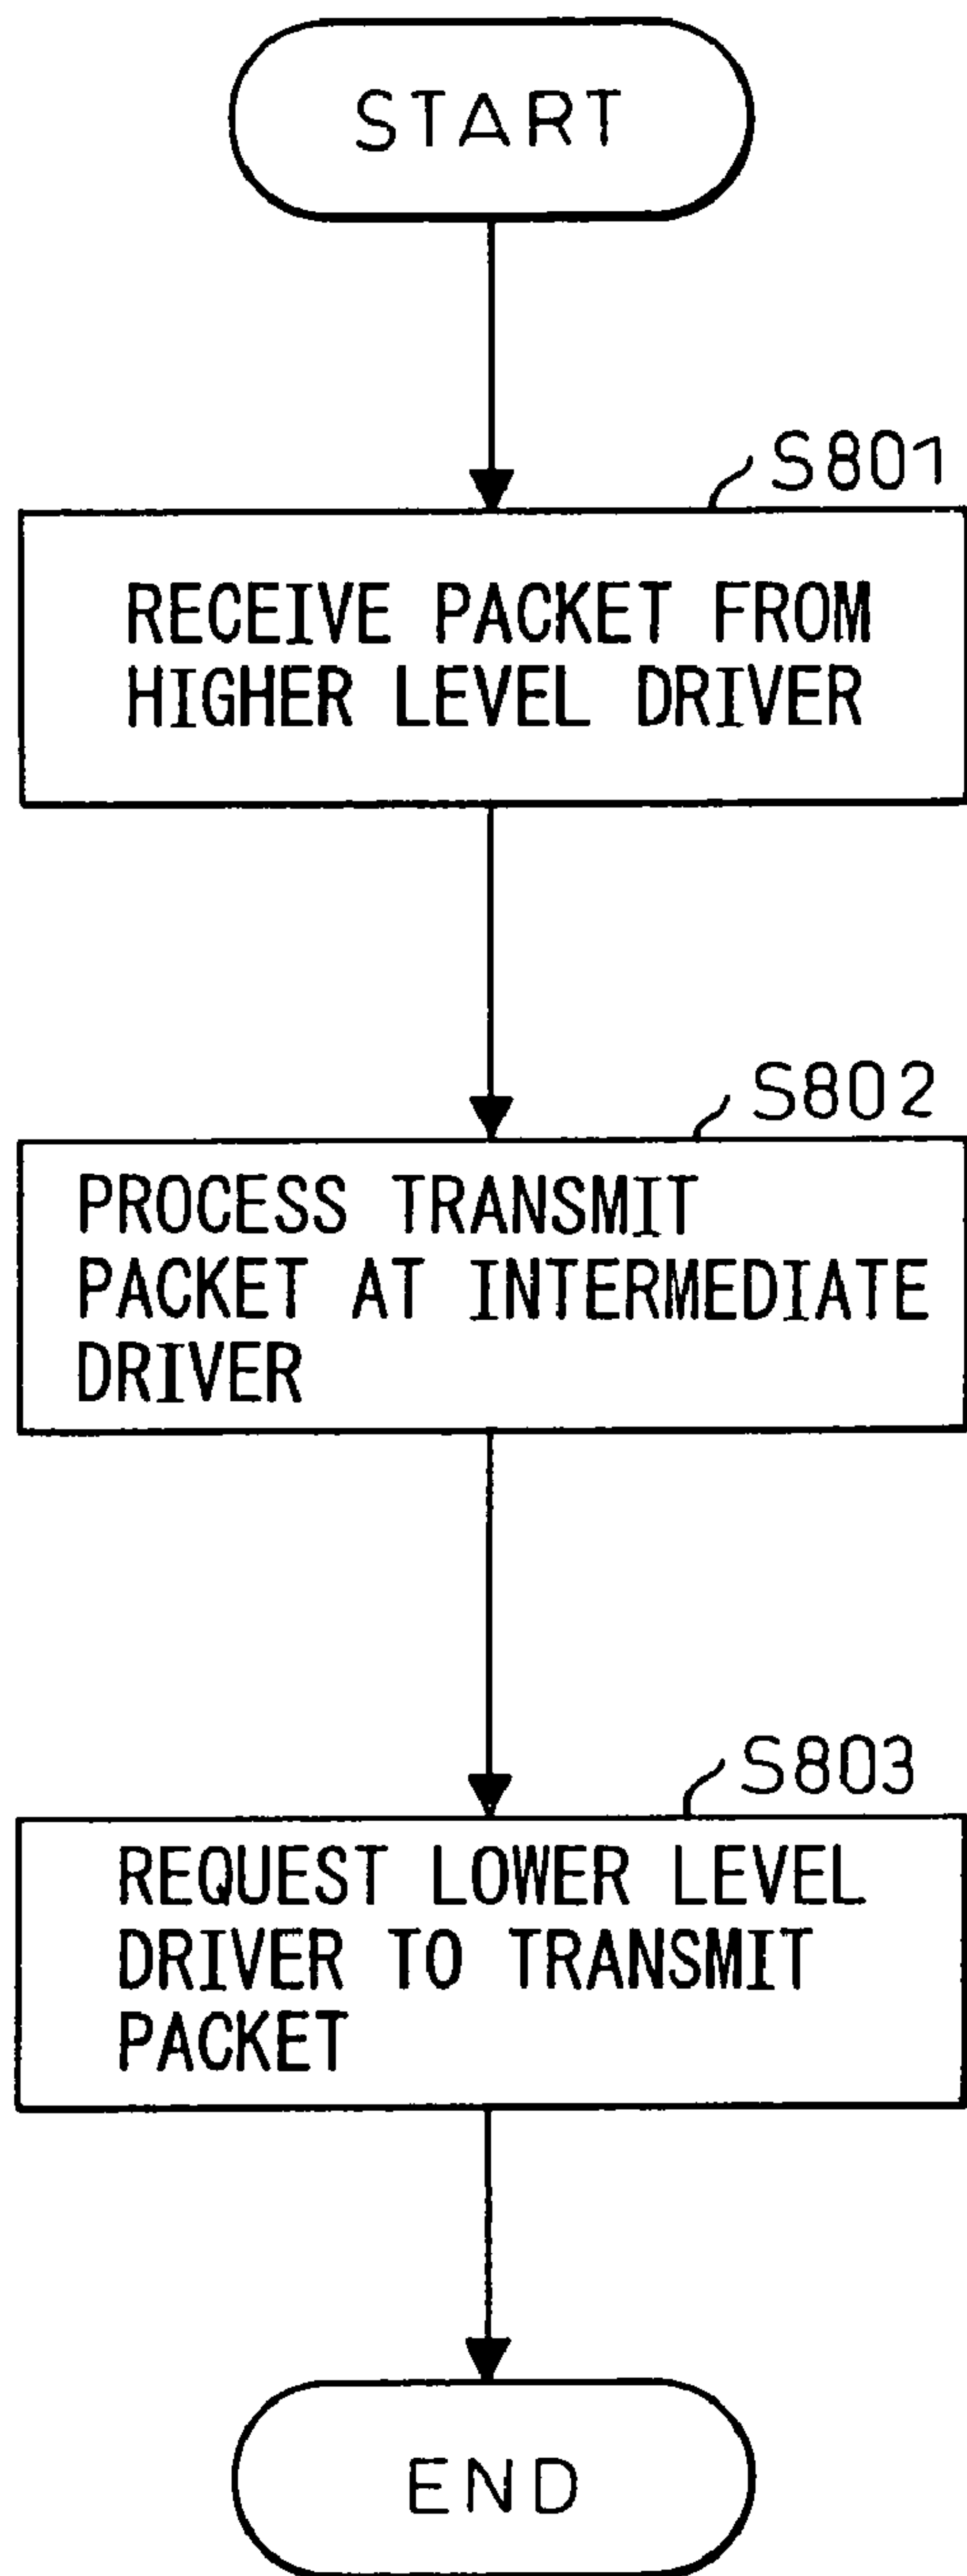 START
S801
RECEIVE PACKET FROM
HIGHER LEVEL DRIVER
S802
PROCESS TRANSMIT
PACKET AT INTERMEDIATE
DRIVER
S803
REQUEST LOWER LEVEL
DRIVER TO TRANSMIT
PACKET
END